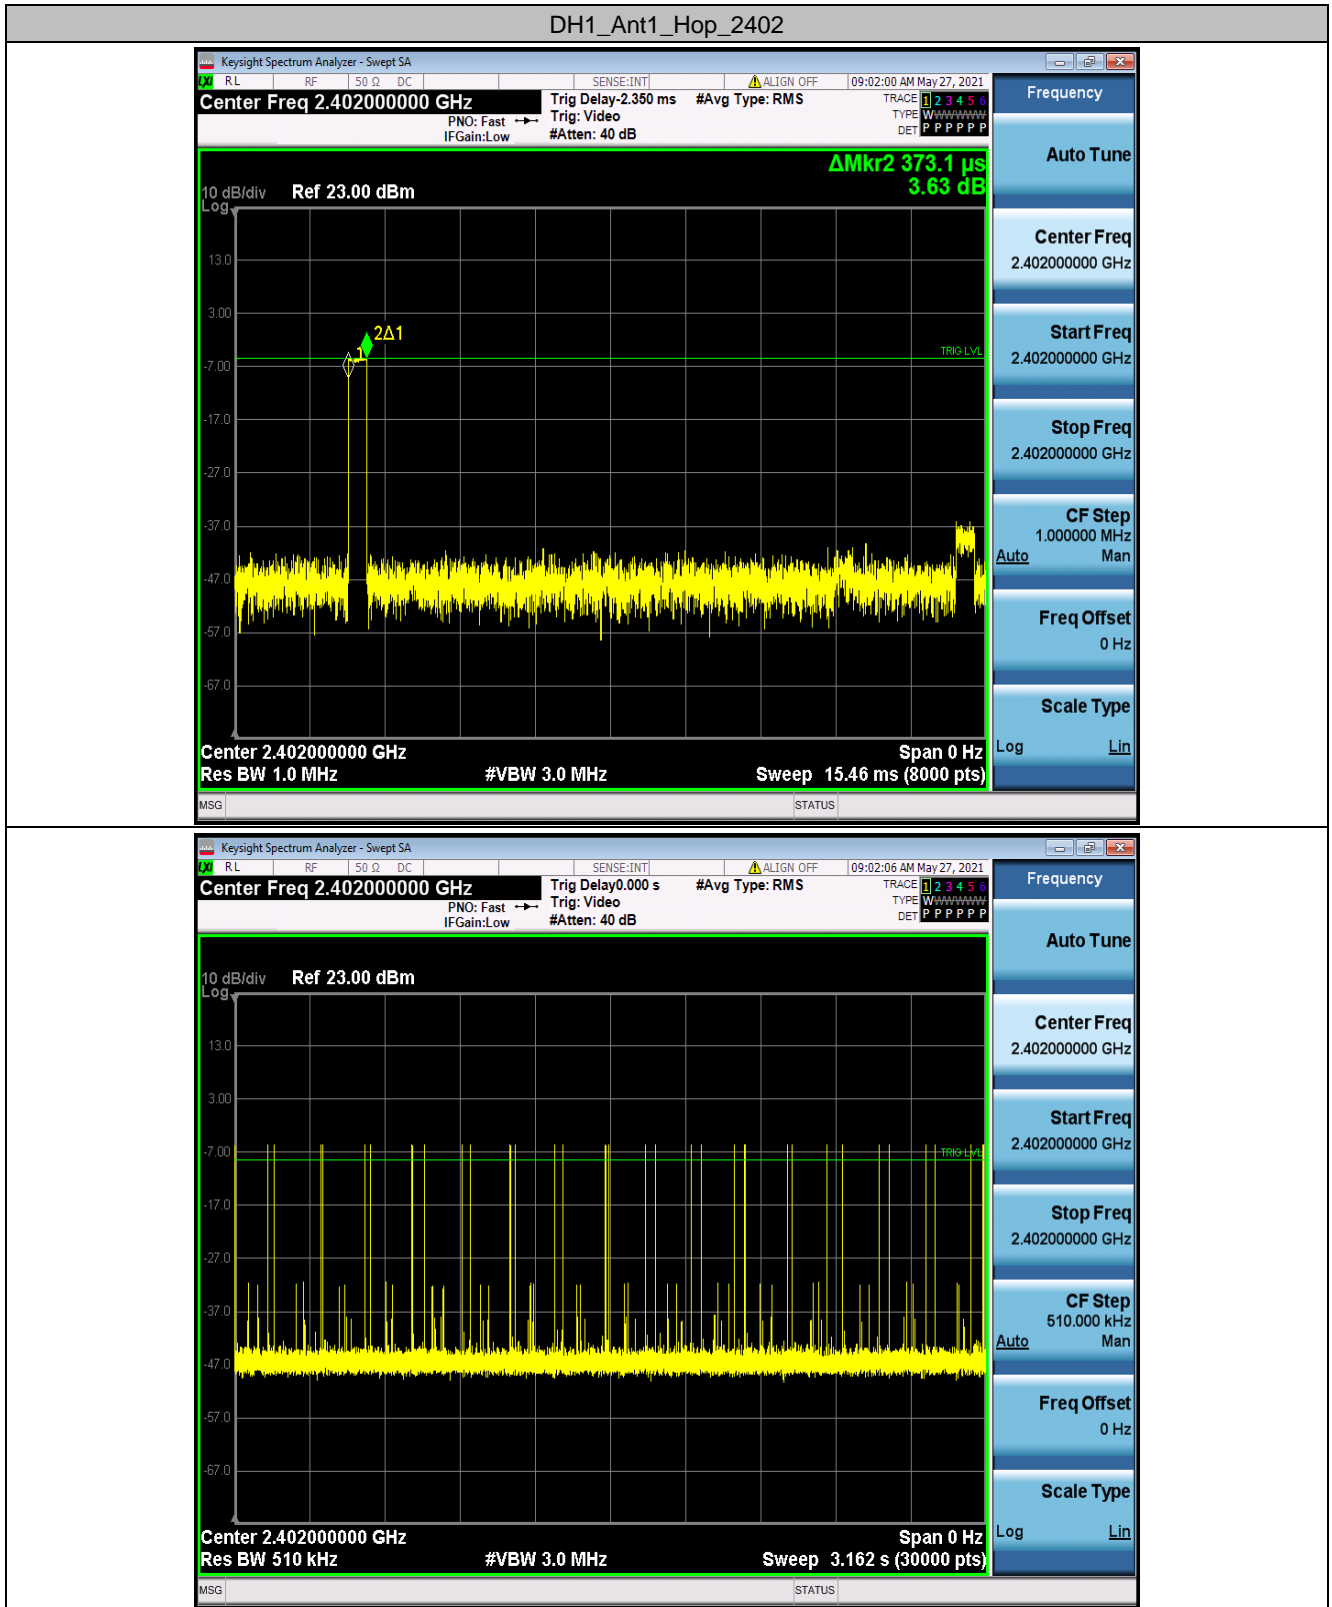 DH1_Ant1_Hop_2402
Keysight Spectrum Analyzer - Swept SA
LXI RL RF 50 Ω DC SENSE:INT ALIGN OFF 09:02:00 AM May 27, 2021
Center Freq 2.402000000 GHz Trig Delay-2.350 ms #Avg Type: RMS TRACE 1 2 3 4 5 6
PNO: Fast Trig: Video TYPE WWWWWW
IFGain:Low #Atten: 40 dB DET P P P P P P
Frequency
ΔMkr2 373.1 µs
3.63 dB
10 dB/div Ref 23.00 dBm
Log
13.0
3.00
-7.00
-17.0
-27.0
-37.0
-47.0
-57.0
-67.0
2Δ1
1
TRIG LVL
Center 2.402000000 GHz Span 0 Hz
Res BW 1.0 MHz #VBW 3.0 MHz Sweep 15.46 ms (8000 pts)
MSG STATUS
Auto Tune
Center Freq
2.402000000 GHz
Start Freq
2.402000000 GHz
Stop Freq
2.402000000 GHz
CF Step
1.000000 MHz
Auto Man
Freq Offset
0 Hz
Scale Type
Log Lin
Keysight Spectrum Analyzer - Swept SA
LXI RL RF 50 Ω DC SENSE:INT ALIGN OFF 09:02:06 AM May 27, 2021
Center Freq 2.402000000 GHz Trig Delay0.000 s #Avg Type: RMS TRACE 1 2 3 4 5 6
PNO: Fast Trig: Video TYPE WWWWWW
IFGain:Low #Atten: 40 dB DET P P P P P P
Frequency
10 dB/div Ref 23.00 dBm
Log
13.0
3.00
-7.00
-17.0
-27.0
-37.0
-47.0
-57.0
-67.0
TRIG LVL
Center 2.402000000 GHz Span 0 Hz
Res BW 510 kHz #VBW 3.0 MHz Sweep 3.162 s (30000 pts)
MSG STATUS
Auto Tune
Center Freq
2.402000000 GHz
Start Freq
2.402000000 GHz
Stop Freq
2.402000000 GHz
CF Step
510.000 kHz
Auto Man
Freq Offset
0 Hz
Scale Type
Log Lin